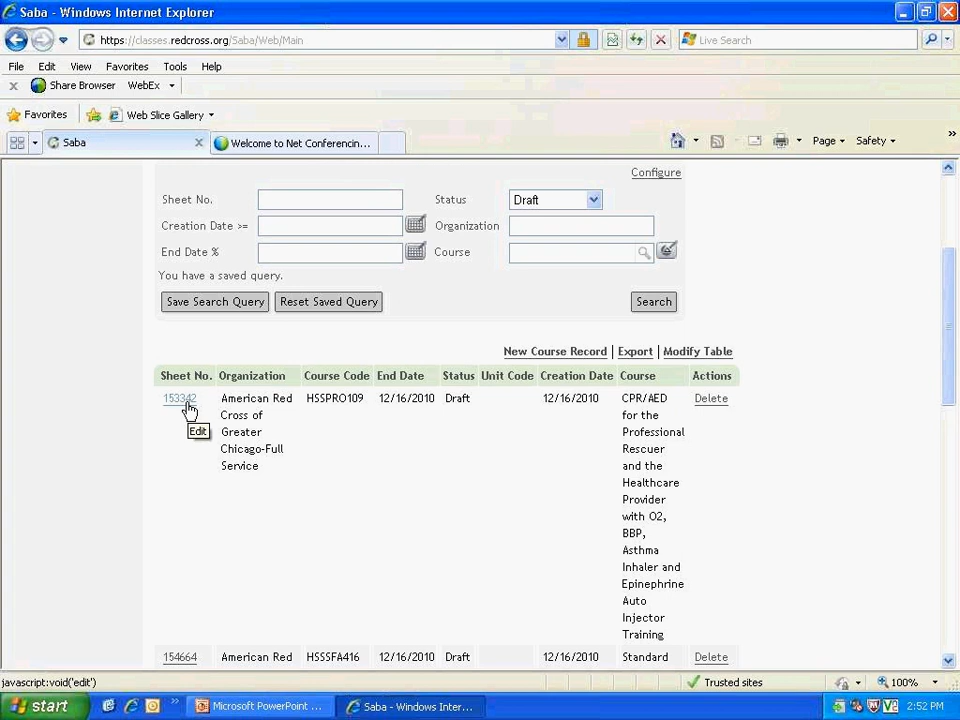 Saba - Windows Internet Explorer
https://classes.redcross.org/Saba/Web/Main
Live Search
File Edit View Favorites Tools Help
x Share Browser WebEx
Favorites Web Slice Gallery
Saba x Welcome to Net Conferencin... Page Safety »
Configure
Sheet No. Status Draft
Creation Date >= Organization
End Date % Course
You have a saved query.
Save Search Query Reset Saved Query Search
New Course Record | Export | Modify Table
Sheet No. Organization Course Code End Date Status Unit Code Creation Date Course Actions
153342 American Red HSSPRO109 12/16/2010 Draft 12/16/2010 CPR/AED Delete
Cross of for the
Edit Greater Professional
Chicago-Full Rescuer
Service and the
Healthcare
Provider
with O2,
BBP,
Asthma
Inhaler and
Epinephrine
Auto
Injector
Training
154664 American Red HSSSFA416 12/16/2010 Draft 12/16/2010 Standard Delete
javascript:void('edit') Trusted sites 100%
start » Microsoft PowerPoint ... Saba - Windows Inter... 2:52 PM